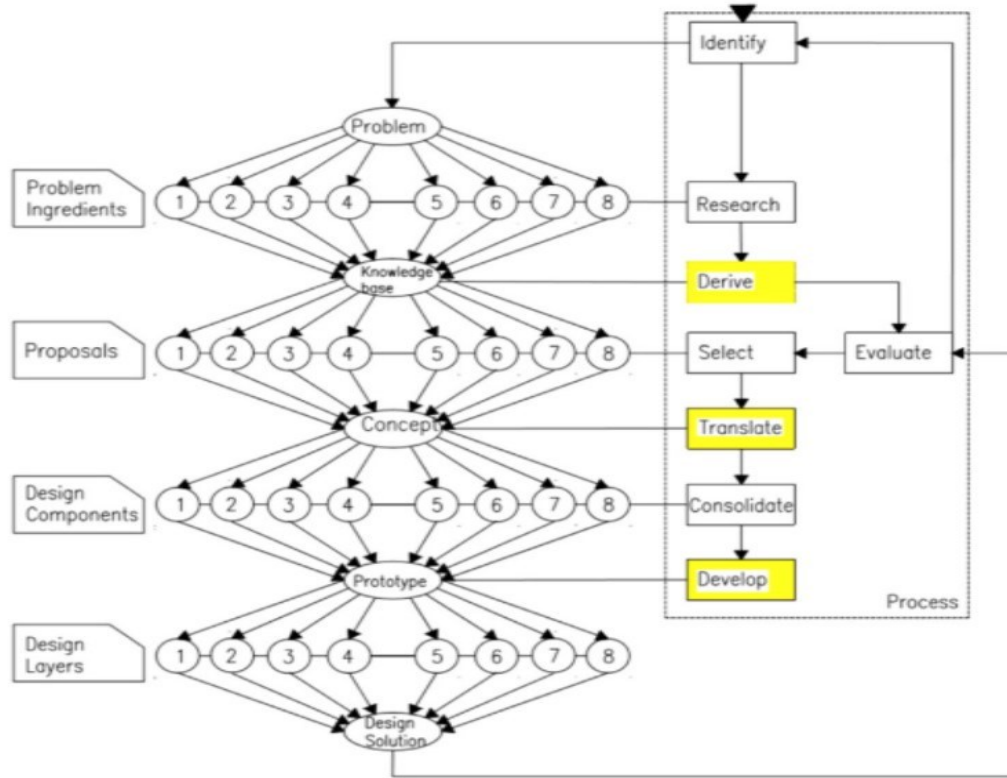 Identify
Problem
Problem
Ingredients
1 2 3 4 5 6 7 8
Research
Knowledge
base
Derive
Proposals
1 2 3 4 5 6 7 8
Select
Evaluate
Concept
Translate
Design
Components
1 2 3 4 5 6 7 8
Consolidate
Prototype
Develop
Process
Design
Layers
1 2 3 4 5 6 7 8
Design
Solution